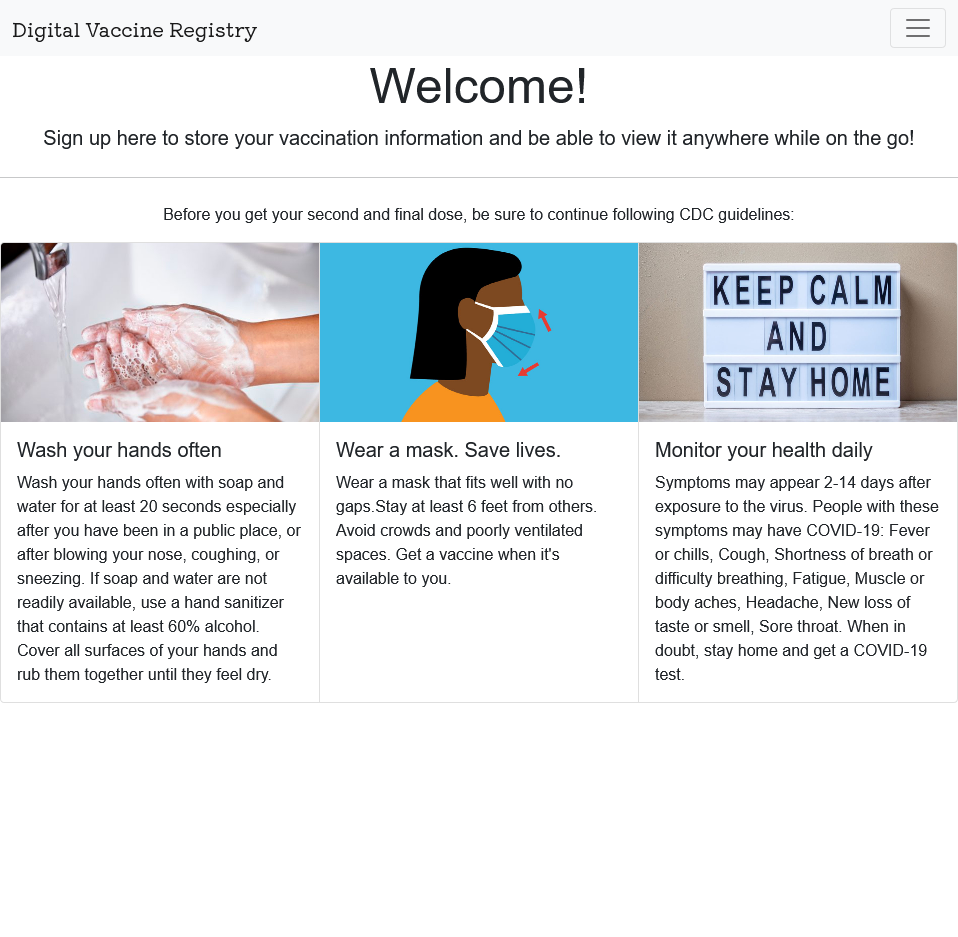 Digital Vaccine Registry
Welcome!
Sign up here to store your vaccination information and be able to view it anywhere while on the go!
Before you get your second and final dose, be sure to continue following CDC guidelines:
KEEP CALM
AND
STAY HOME
Wash your hands often
Wash your hands often with soap and
water for at least 20 seconds especially
after you have been in a public place, or
after blowing your nose, coughing, or
sneezing. If soap and water are not
readily available, use a hand sanitizer
that contains at least 60% alcohol.
Cover all surfaces of your hands and
rub them together until they feel dry.
Wear a mask. Save lives.
Wear a mask that fits well with no
gaps.Stay at least 6 feet from others.
Avoid crowds and poorly ventilated
spaces. Get a vaccine when it's
available to you.
Monitor your health daily
Symptoms may appear 2-14 days after
exposure to the virus. People with these
symptoms may have COVID-19: Fever
or chills, Cough, Shortness of breath or
difficulty breathing, Fatigue, Muscle or
body aches, Headache, New loss of
taste or smell, Sore throat. When in
doubt, stay home and get a COVID-19
test.